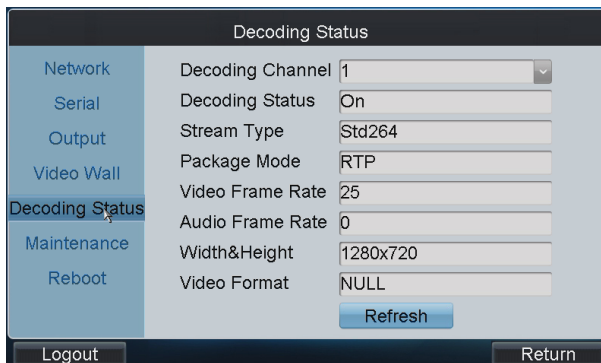 Decoding Status
Network
Serial
Output
Video Wall
Decoding Status
Maintenance
Reboot
Decoding Channel 1
Decoding Status On
Stream Type Std264
Package Mode RTP
Video Frame Rate 25
Audio Frame Rate 0
Width&Height 1280x720
Video Format NULL
Refresh
Logout
Return